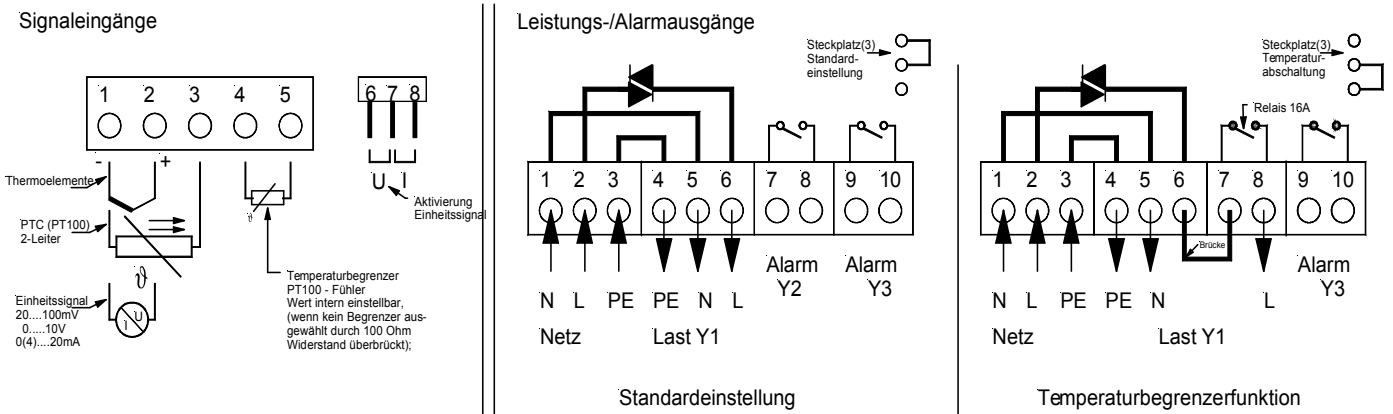 Signaleingänge
1 2 3 4 5
6 7 8
- +
Thermoelemente
U I
Aktivierung
Einheitssignal
PTC (PT100)
2-Leiter
ϑ
ϑ
Einheitssignal
20....100mV
0.....10V
0(4)....20mA
I U
Temperaturbegrenzer
PT100 - Fühler
Wert intern einstellbar,
(wenn kein Begrenzer aus-
gewählt durch 100 Ohm
Widerstand überbrückt);
Leistungs-/Alarmausgänge
Steckplatz(3)
Standard-
einstellung
1 2 3 4 5 6 7 8 9 10
N L PE PE N L
Alarm
Y2
Alarm
Y3
Netz
Last Y1
Standardeinstellung
Steckplatz(3)
Temperatur-
abschaltung
Relais 16A
1 2 3 4 5 6 7 8 9 10
Brücke
N L PE PE N L
Alarm
Y3
Netz
Last Y1
Temperaturbegrenzerfunktion